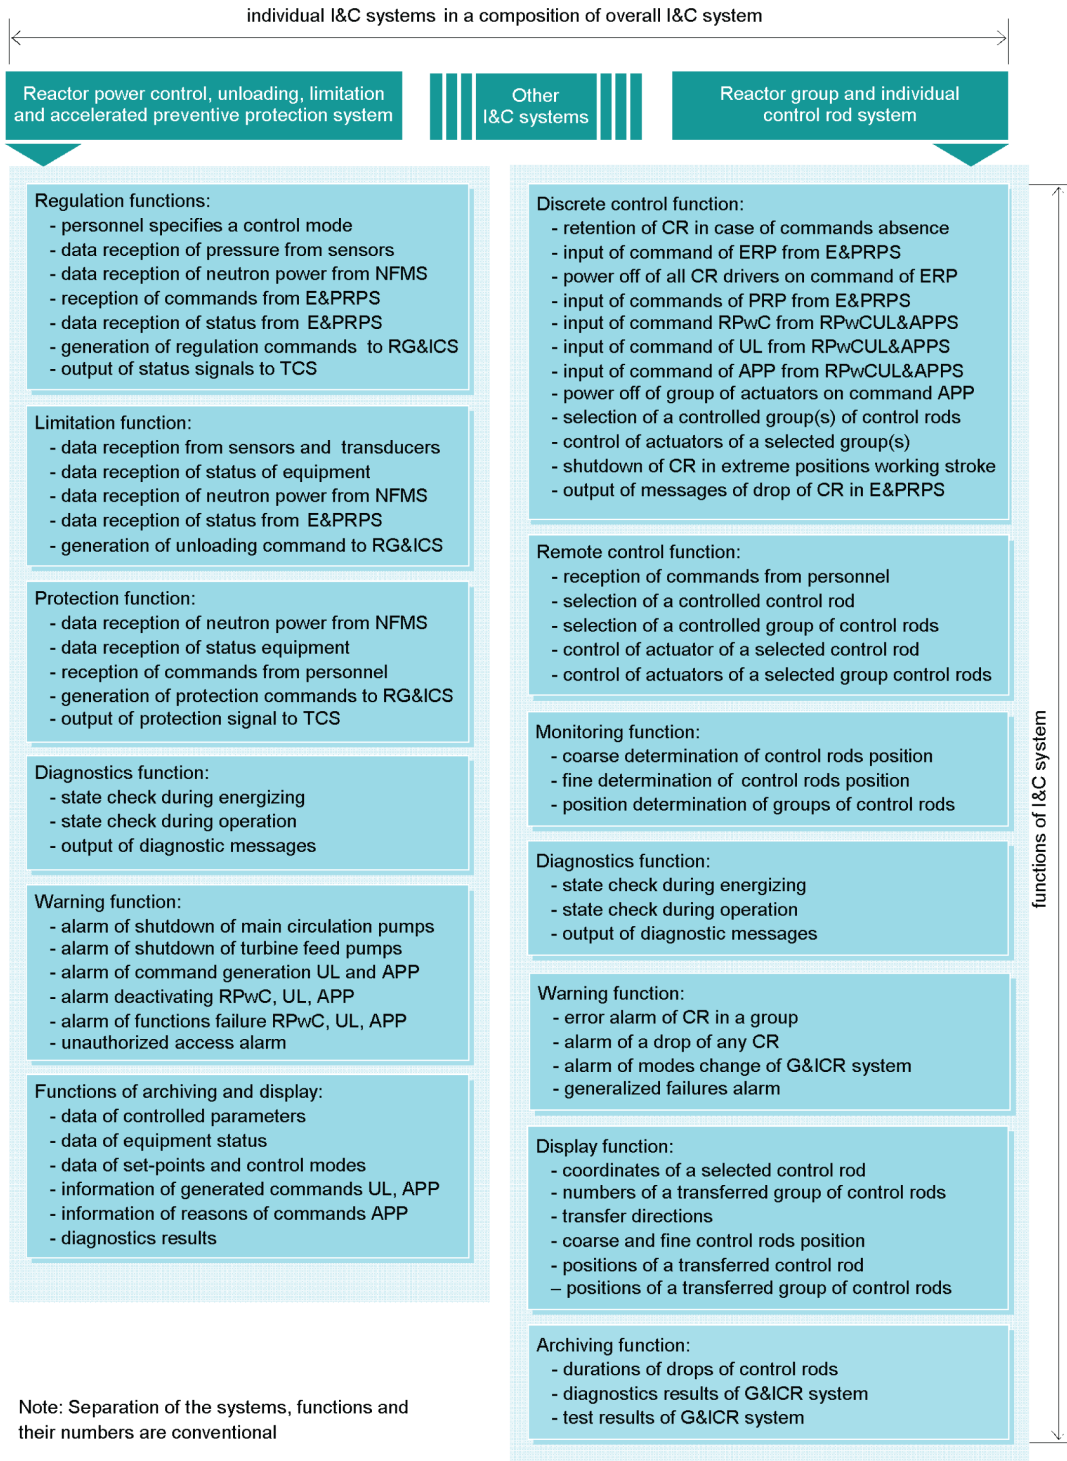 individual I&C systems in a composition of overall I&C system
Reactor power control, unloading, limitation
and accelerated preventive protection system
Other
I&C systems
Reactor group and individual
control rod system
Regulation functions:
- personnel specifies a control mode
- data reception of pressure from sensors
- data reception of neutron power from NFMS
- reception of commands from E&PRPS
- data reception of status from E&PRPS
- generation of regulation commands to RG&ICS
- output of status signals to TCS
Limitation function:
- data reception from sensors and transducers
- data reception of status of equipment
- data reception of neutron power from NFMS
- data reception of status from E&PRPS
- generation of unloading command to RG&ICS
Protection function:
- data reception of neutron power from NFMS
- data reception of status equipment
- reception of commands from personnel
- generation of protection commands to RG&ICS
- output of protection signal to TCS
Diagnostics function:
- state check during energizing
- state check during operation
- output of diagnostic messages
Warning function:
- alarm of shutdown of main circulation pumps
- alarm of shutdown of turbine feed pumps
- alarm of command generation UL and APP
- alarm deactivating RPwC, UL, APP
- alarm of functions failure RPwC, UL, APP
- unauthorized access alarm
Functions of archiving and display:
- data of controlled parameters
- data of equipment status
- data of set-points and control modes
- information of generated commands UL, APP
- information of reasons of commands APP
- diagnostics results
Note: Separation of the systems, functions and
their numbers are conventional
Discrete control function:
- retention of CR in case of commands absence
- input of command of ERP from E&PRPS
- power off of all CR drivers on command of ERP
- input of commands of PRP from E&PRPS
- input of command RPwC from RPwCUL&APPS
- input of command of UL from RPwCUL&APPS
- input of command of APP from RPwCUL&APPS
- power off of group of actuators on command APP
- selection of a controlled group(s) of control rods
- control of actuators of a selected group(s)
- shutdown of CR in extreme positions working stroke
- output of messages of drop of CR in E&PRPS
Remote control function:
- reception of commands from personnel
- selection of a controlled control rod
- selection of a controlled group of control rods
- control of actuator of a selected control rod
- control of actuators of a selected group control rods
Monitoring function:
- coarse determination of control rods position
- fine determination of control rods position
- position determination of groups of control rods
Diagnostics function:
- state check during energizing
- state check during operation
- output of diagnostic messages
Warning function:
- error alarm of CR in a group
- alarm of a drop of any CR
- alarm of modes change of G&ICR system
- generalized failures alarm
Display function:
- coordinates of a selected control rod
- numbers of a transferred group of control rods
- transfer directions
- coarse and fine control rods position
- positions of a transferred control rod
– positions of a transferred group of control rods
Archiving function:
- durations of drops of control rods
- diagnostics results of G&ICR system
- test results of G&ICR system
functions of I&C system